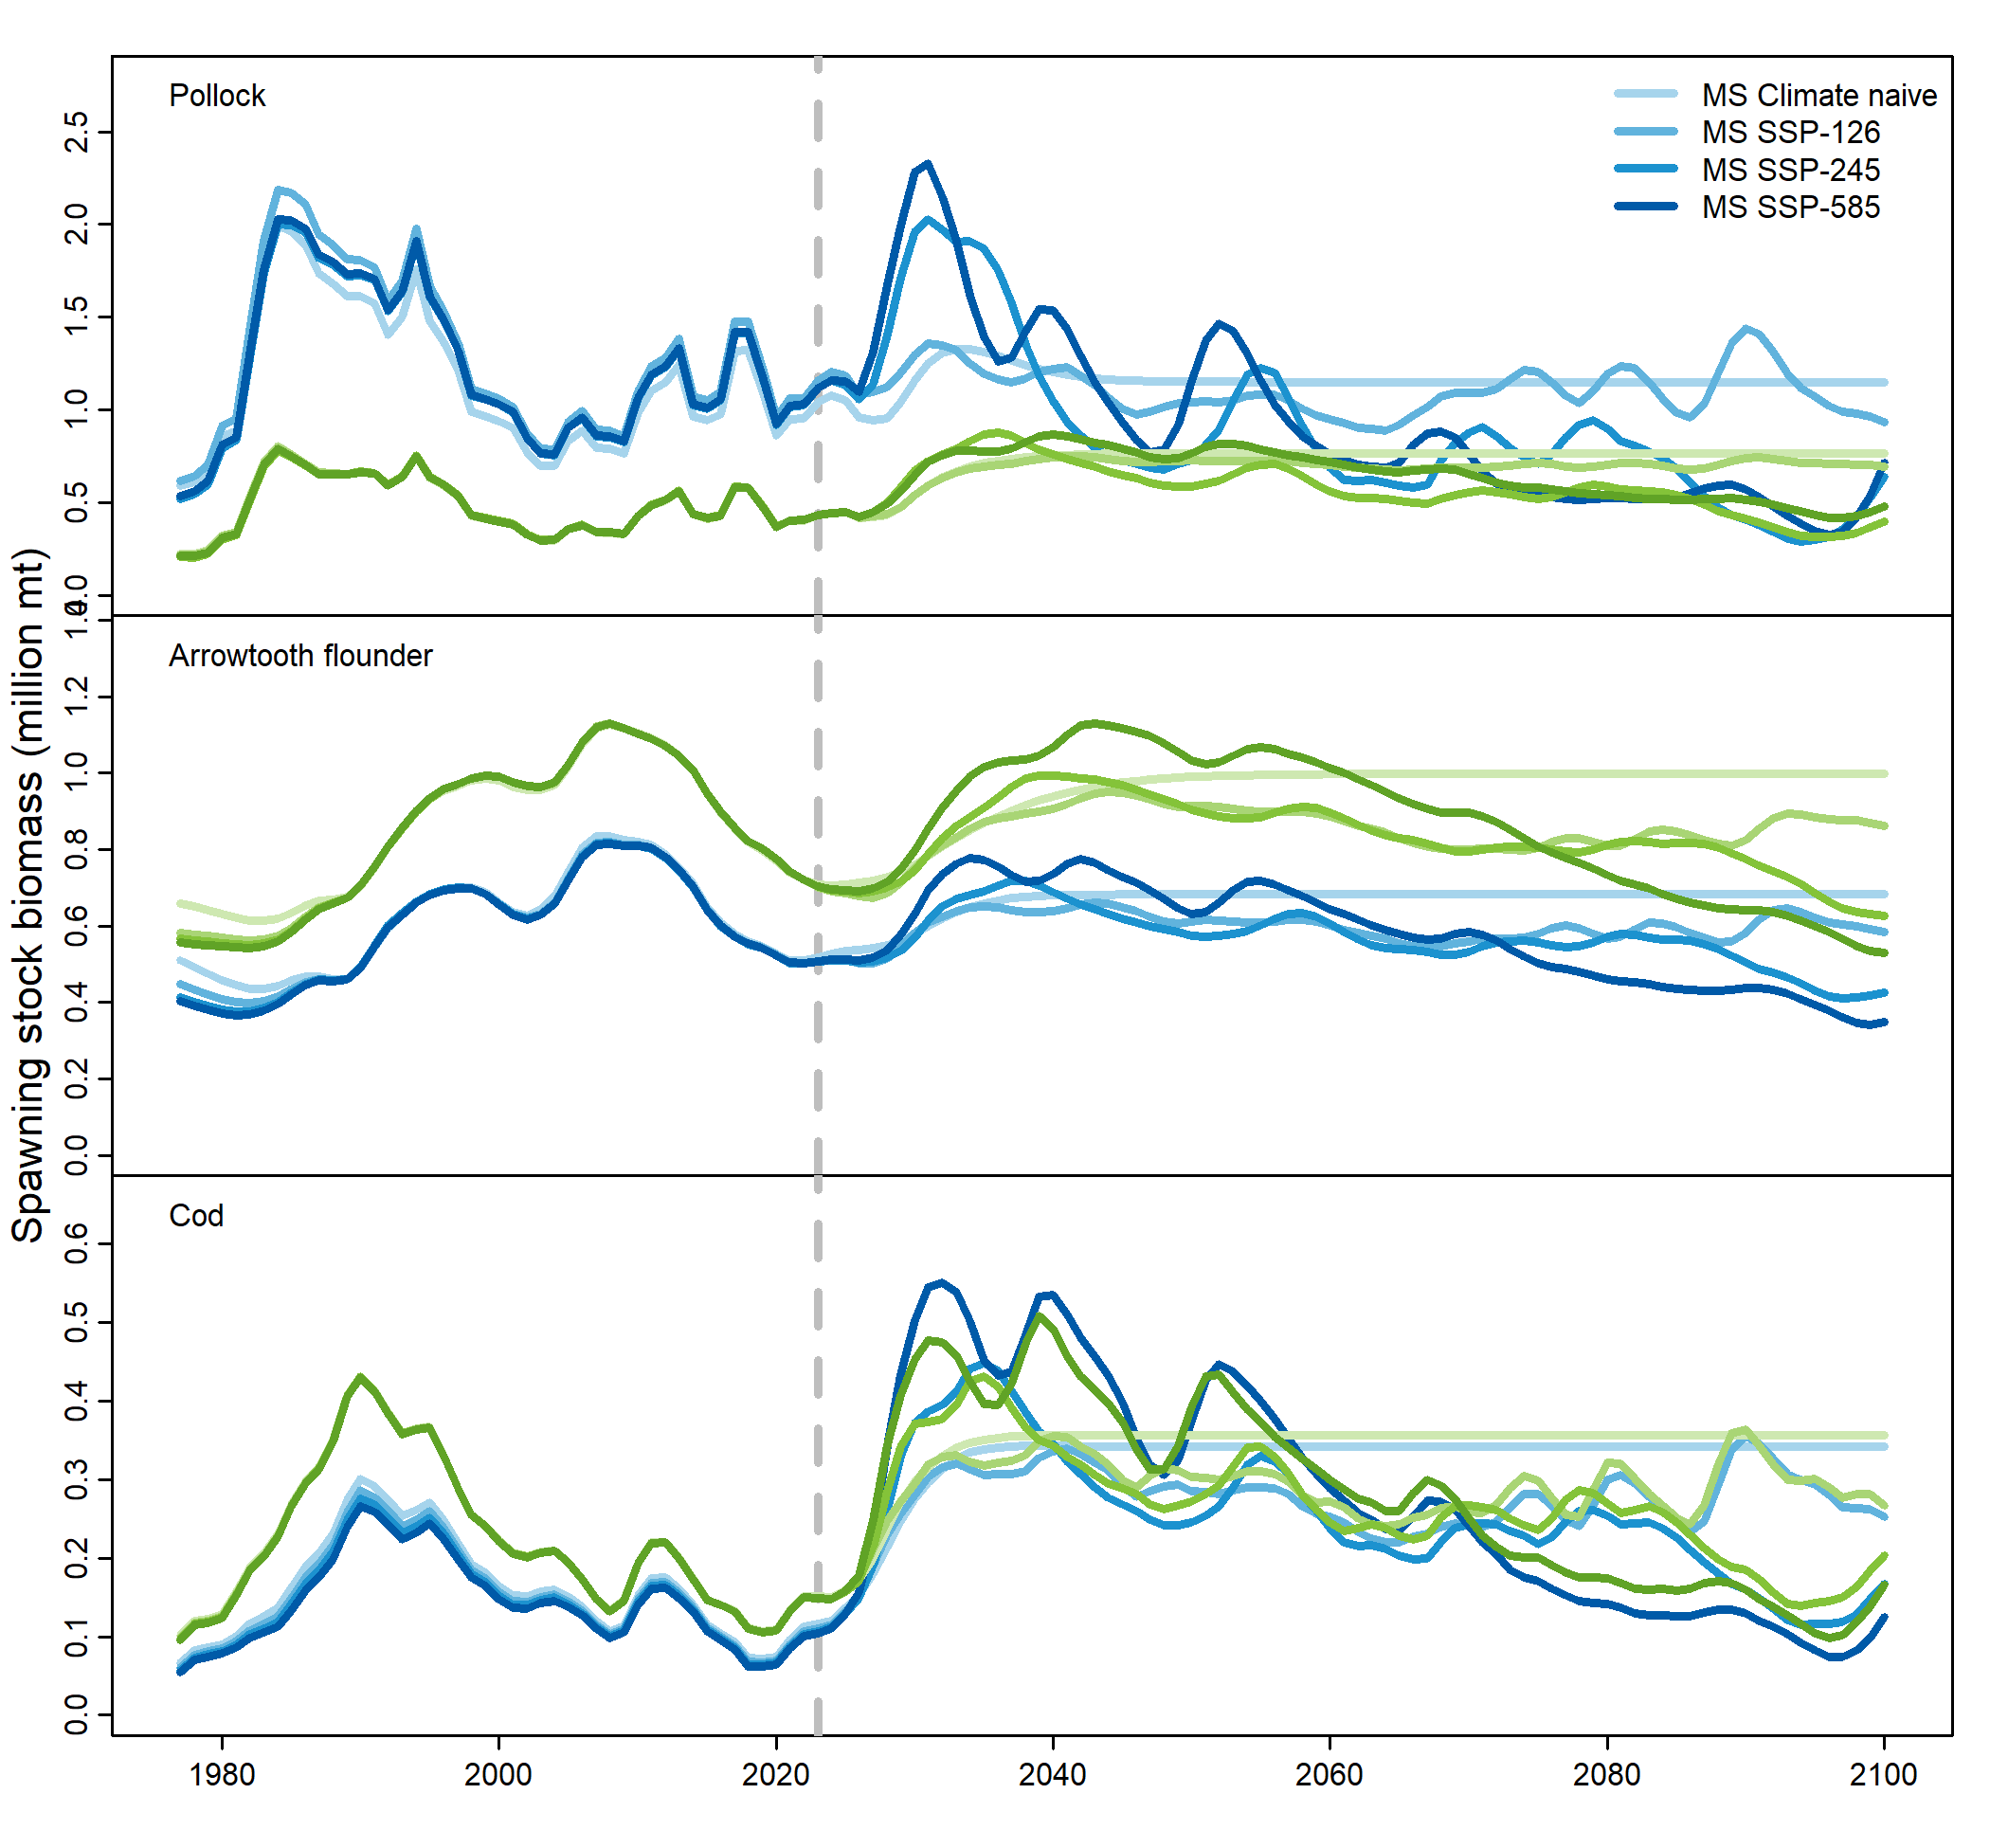 Spawning stock biomass (million mt)
Pollock
MS Climate naive
MS SSP-126
MS SSP-245
MS SSP-585
2.5
2.0
1.5
1.0
0.5
0.0
Arrowtooth flounder
1.4
1.2
1.0
0.8
0.6
0.4
0.2
0.0
Cod
0.6
0.5
0.4
0.3
0.2
0.1
0.0
1980 2000 2020 2040 2060 2080 2100